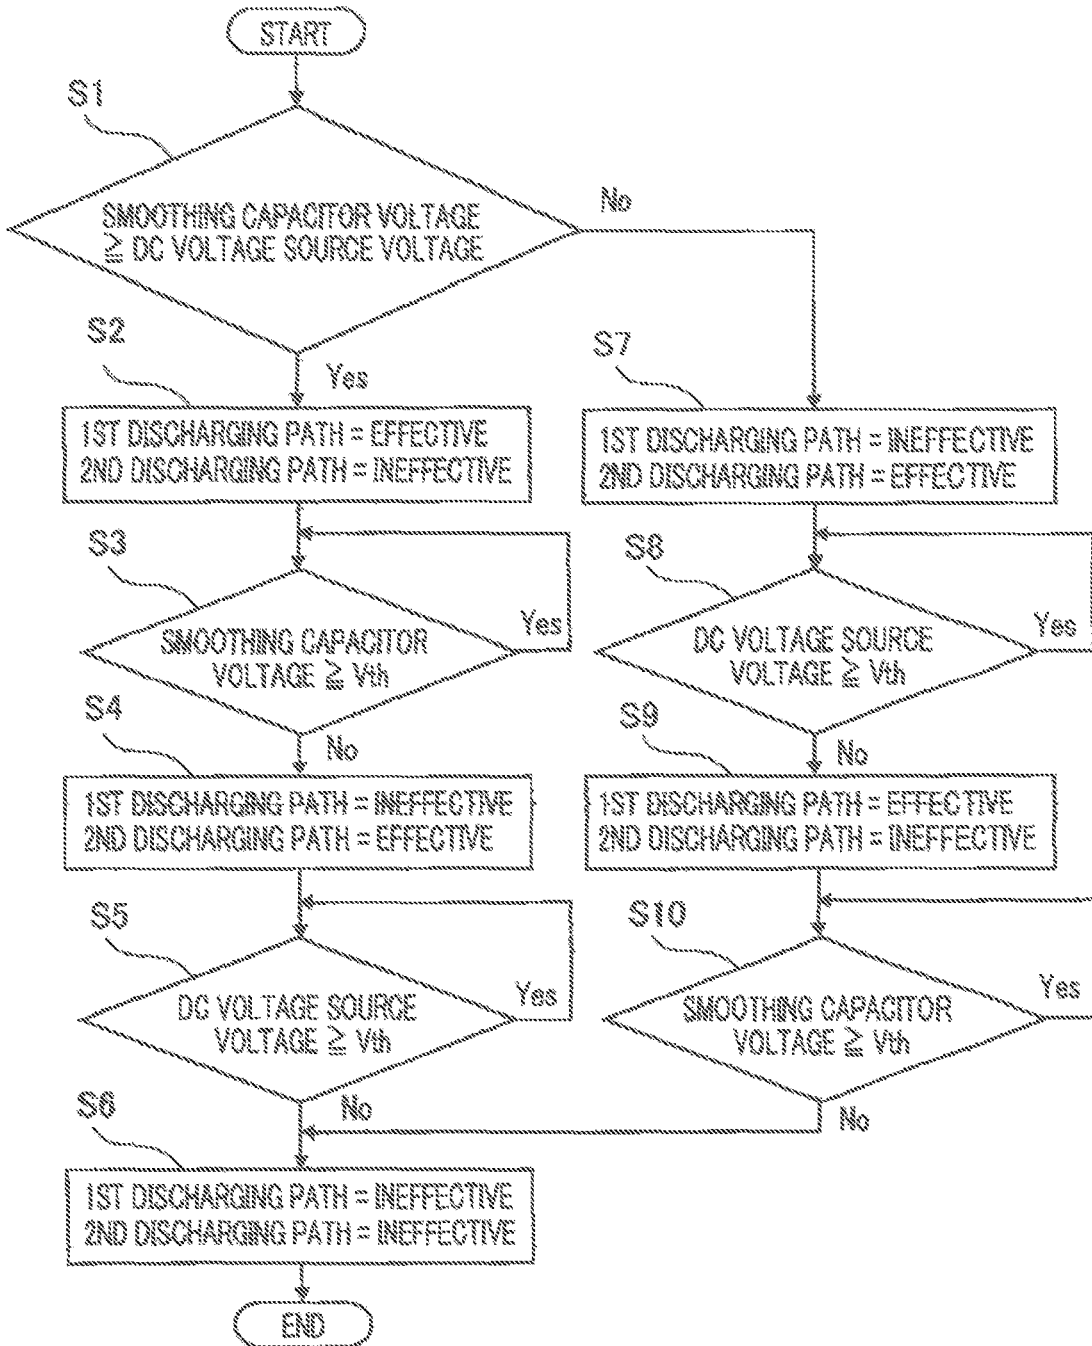 START
S1
SMOOTHING CAPACITOR VOLTAGE
≧ DC VOLTAGE SOURCE VOLTAGE
No
Yes
S2
1ST DISCHARGING PATH = EFFECTIVE
2ND DISCHARGING PATH = INEFFECTIVE
S3
SMOOTHING CAPACITOR
VOLTAGE ≧ Vth
Yes
No
S4
1ST DISCHARGING PATH = INEFFECTIVE
2ND DISCHARGING PATH = EFFECTIVE
S5
DC VOLTAGE SOURCE
VOLTAGE ≧ Vth
Yes
No
S6
1ST DISCHARGING PATH = INEFFECTIVE
2ND DISCHARGING PATH = INEFFECTIVE
END
S7
1ST DISCHARGING PATH = INEFFECTIVE
2ND DISCHARGING PATH = EFFECTIVE
S8
DC VOLTAGE SOURCE
VOLTAGE ≧ Vth
Yes
No
S9
1ST DISCHARGING PATH = EFFECTIVE
2ND DISCHARGING PATH = INEFFECTIVE
S10
SMOOTHING CAPACITOR
VOLTAGE ≧ Vth
Yes
No